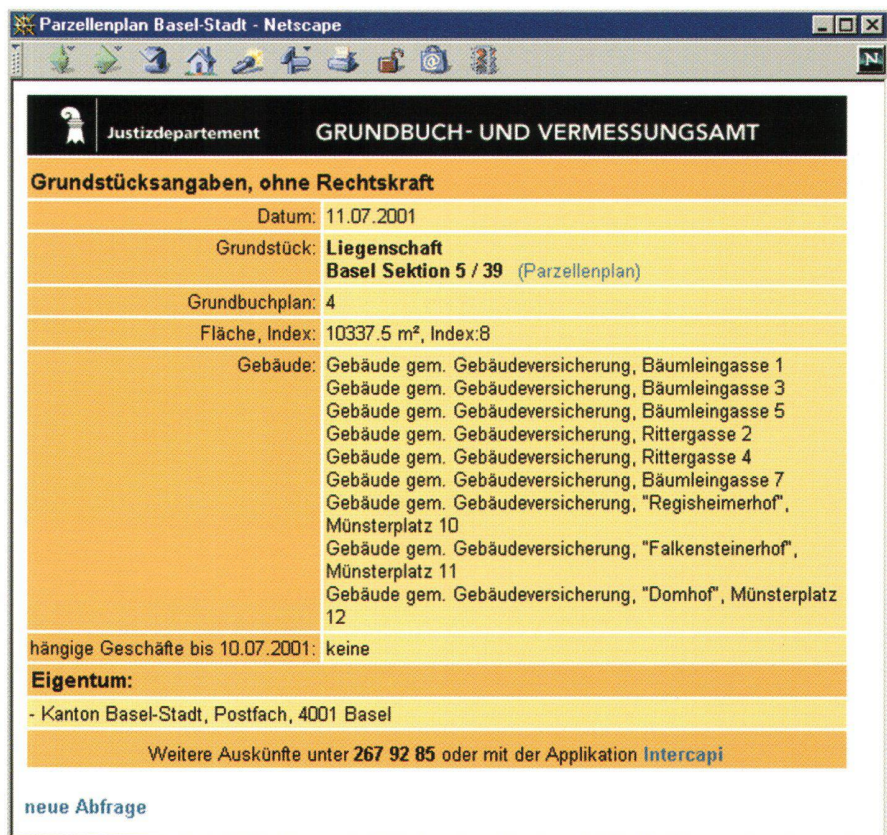 Parzellenplan Basel-Stadt - Netscape
N
Justizdepartement GRUNDBUCH- UND VERMESSUNGSAMT
Grundstücksangaben, ohne Rechtskraft
Datum: 11.07.2001
Grundstück: Liegenschaft
Basel Sektion 5 / 39 (Parzellenplan)
Grundbuchplan: 4
Fläche, Index: 10337.5 m², Index:8
Gebäude: Gebäude gem. Gebäudeversicherung, Bäumleingasse 1
Gebäude gem. Gebäudeversicherung, Bäumleingasse 3
Gebäude gem. Gebäudeversicherung, Bäumleingasse 5
Gebäude gem. Gebäudeversicherung, Rittergasse 2
Gebäude gem. Gebäudeversicherung, Rittergasse 4
Gebäude gem. Gebäudeversicherung, Bäumleingasse 7
Gebäude gem. Gebäudeversicherung, "Regisheimerhof",
Münsterplatz 10
Gebäude gem. Gebäudeversicherung, "Falkensteinerhof",
Münsterplatz 11
Gebäude gem. Gebäudeversicherung, "Domhof", Münsterplatz
12
hängige Geschäfte bis 10.07.2001: keine
Eigentum:
- Kanton Basel-Stadt, Postfach, 4001 Basel
Weitere Auskünfte unter 267 92 85 oder mit der Applikation Intercapi
neue Abfrage